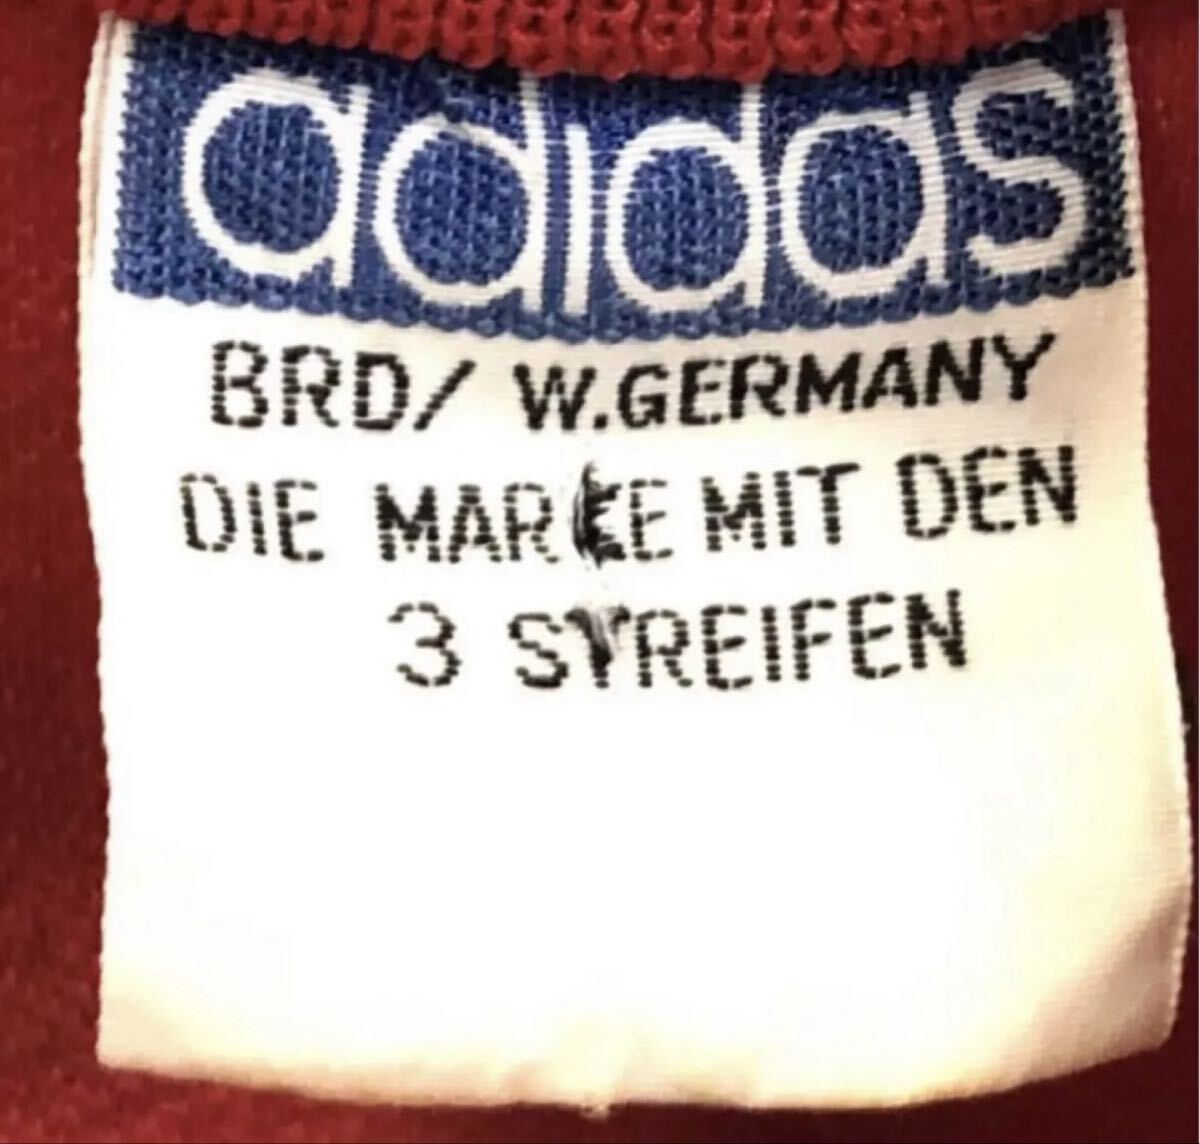 adidas
BRD/ W.GERMANY
DIE MARKE MIT DEN
3 STREIFEN